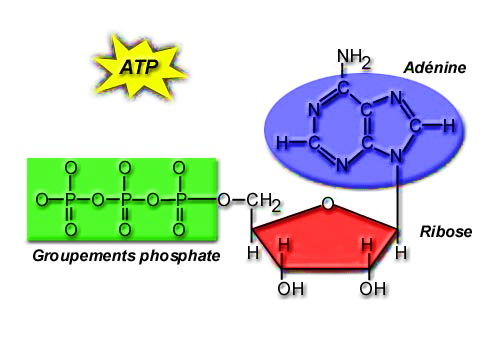 ATP
NH2
Adénine
N C C N C H
H C N C N
O O O
O P O P O P O CH2 O
O O O
Ribose
Groupements phosphate
H H H H
OH OH